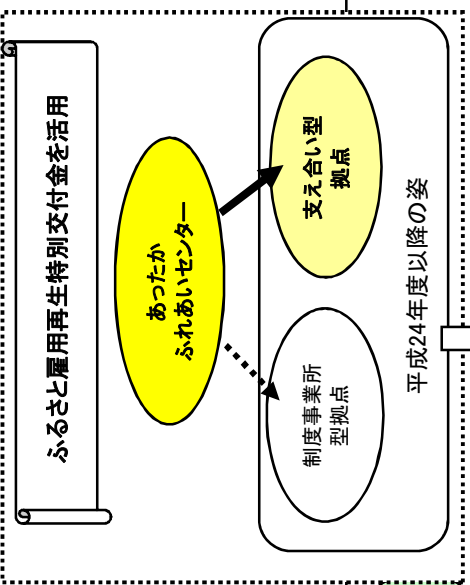 ふるさと雇用再生特別交付金を活用
あったか
ふれあいセンター
制度事業所
型拠点
支え合い型
拠点
平成24年度以降の姿